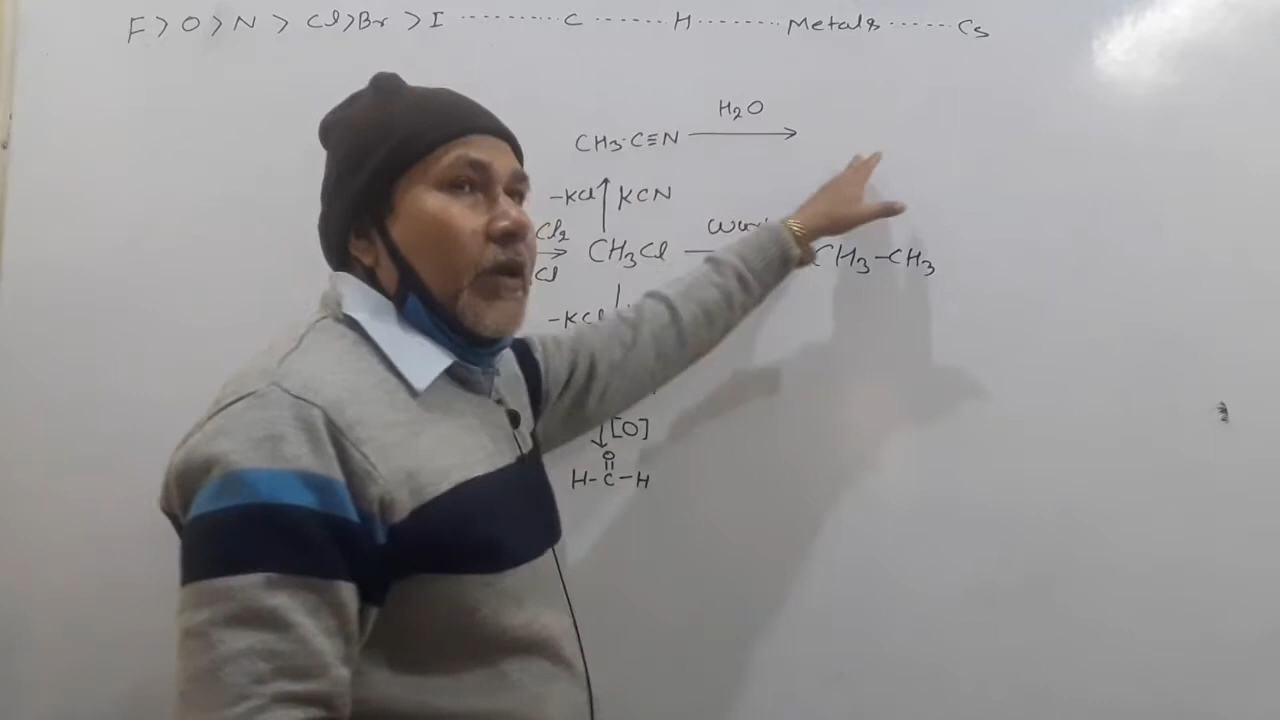 F > O > N > Cl > Br > I ·········· C ······ H ········ Metals ······ Cs
H2O
CH3-C≡N ⟶
-KCl ↑ KCN
Cl2
→ CH3Cl — CH3-CH3
Cl
-KCl
↓ [O]
O
||
H-C-H